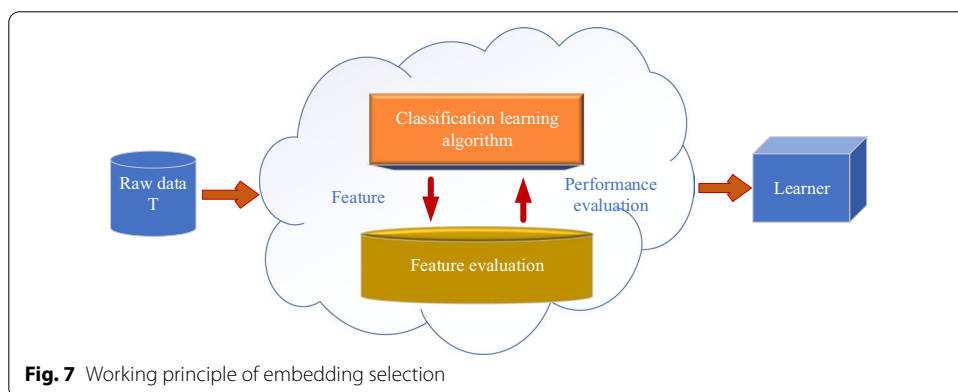 Classification learning
algorithm
Raw data
T
Feature
Performance
evaluation
Learner
Feature evaluation
Fig. 7 Working principle of embedding selection